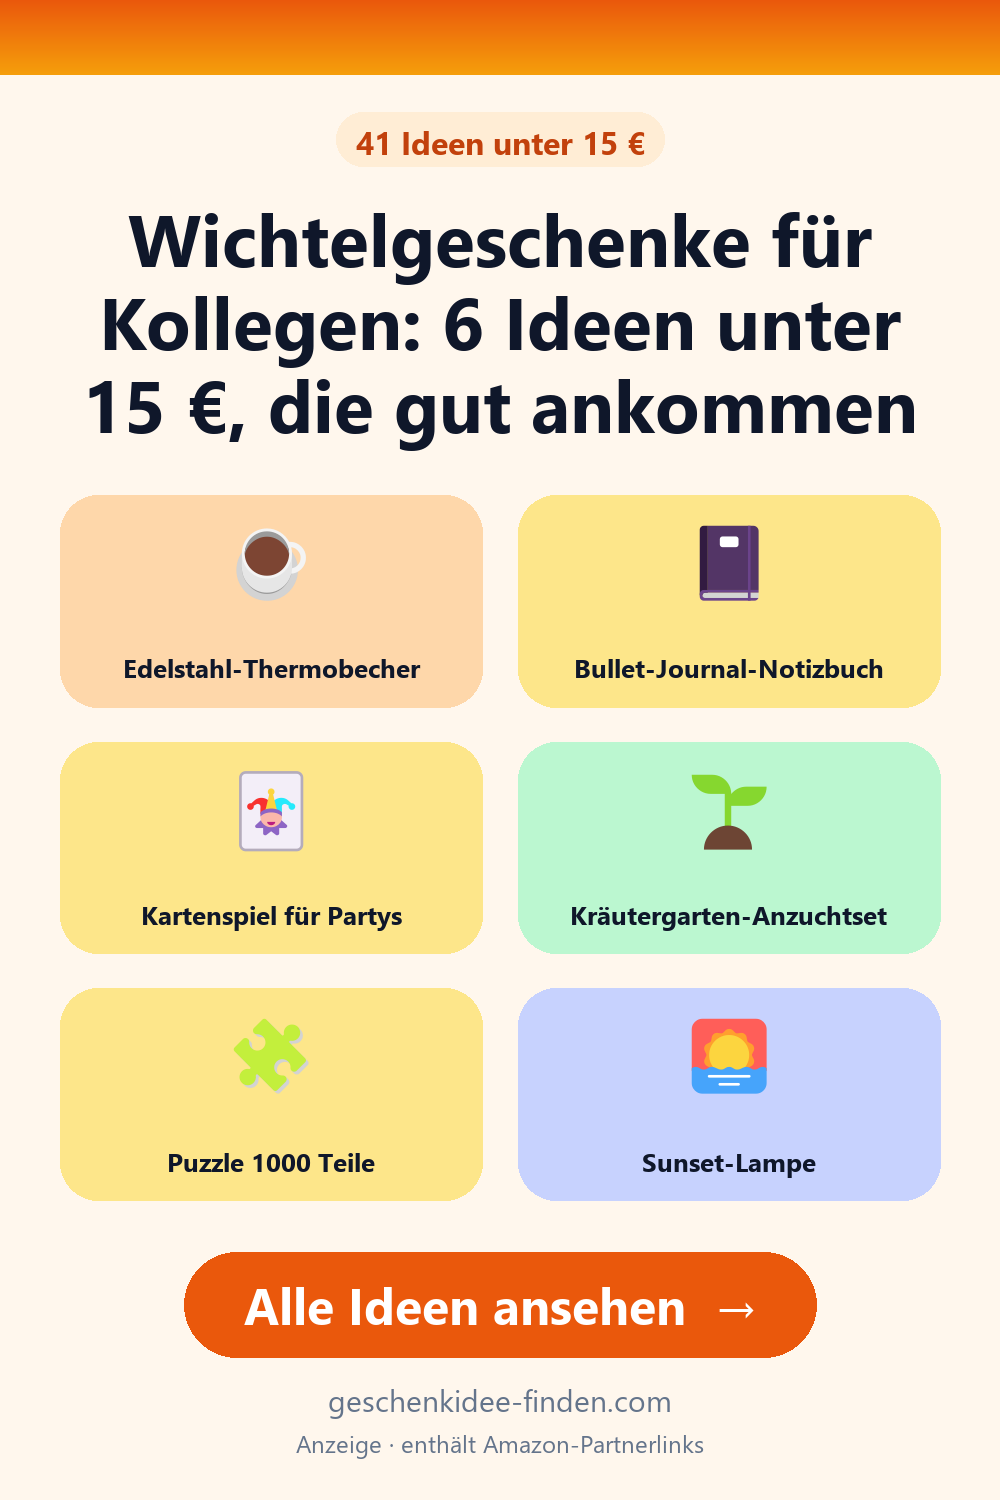 41 Ideen unter 15 €
Wichtelgeschenke für
Kollegen: 6 Ideen unter
15 €, die gut ankommen
Edelstahl-Thermobecher
Bullet-Journal-Notizbuch
Kartenspiel für Partys
Kräutergarten-Anzuchtset
Puzzle 1000 Teile
Sunset-Lampe
Alle Ideen ansehen →
geschenkidee-finden.com
Anzeige · enthält Amazon-Partnerlinks